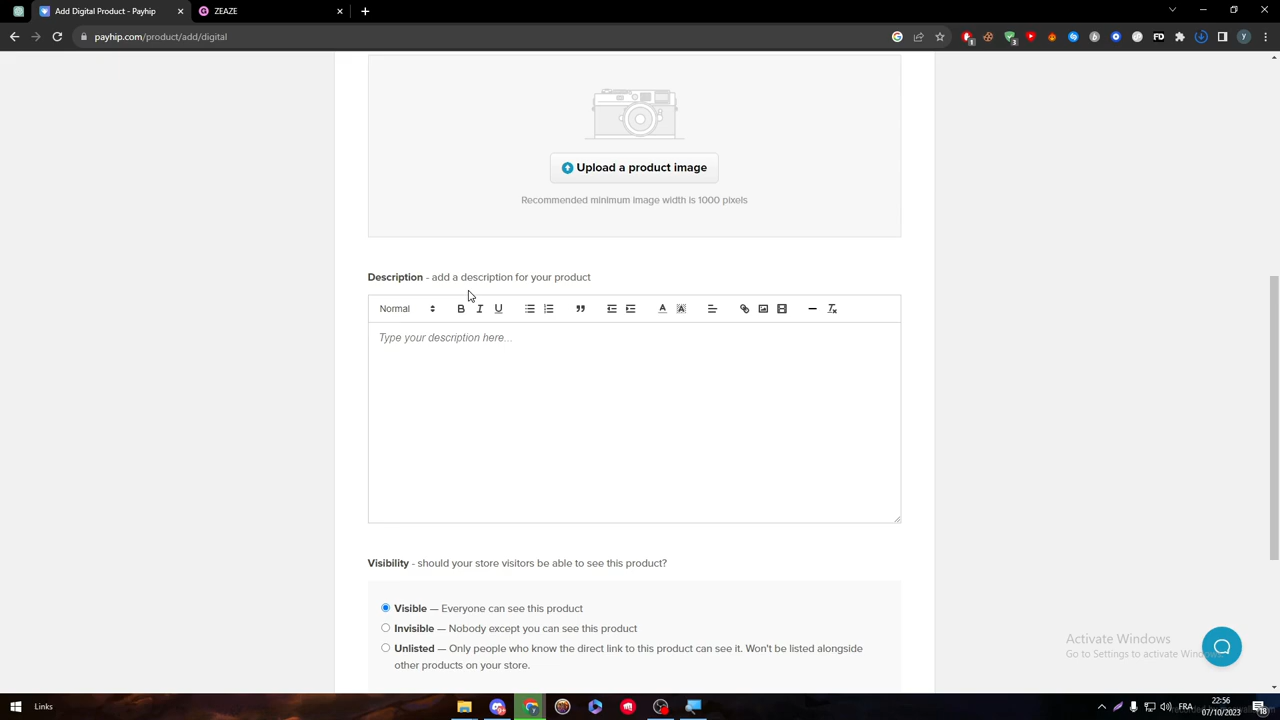 Add Digital Product - Payhip
ZEAZE
payhip.com/product/add/digital
Upload a product image
Recommended minimum image width is 1000 pixels
Description - add a description for your product
Normal
Type your description here...
Visibility - should your store visitors be able to see this product?
Visible — Everyone can see this product
Invisible — Nobody except you can see this product
Unlisted — Only people who know the direct link to this product can see it. Won't be listed alongside
other products on your store.
Activate Windows
Go to Settings to activate Windows.
Links
FRA
22:56
07/10/2023
18